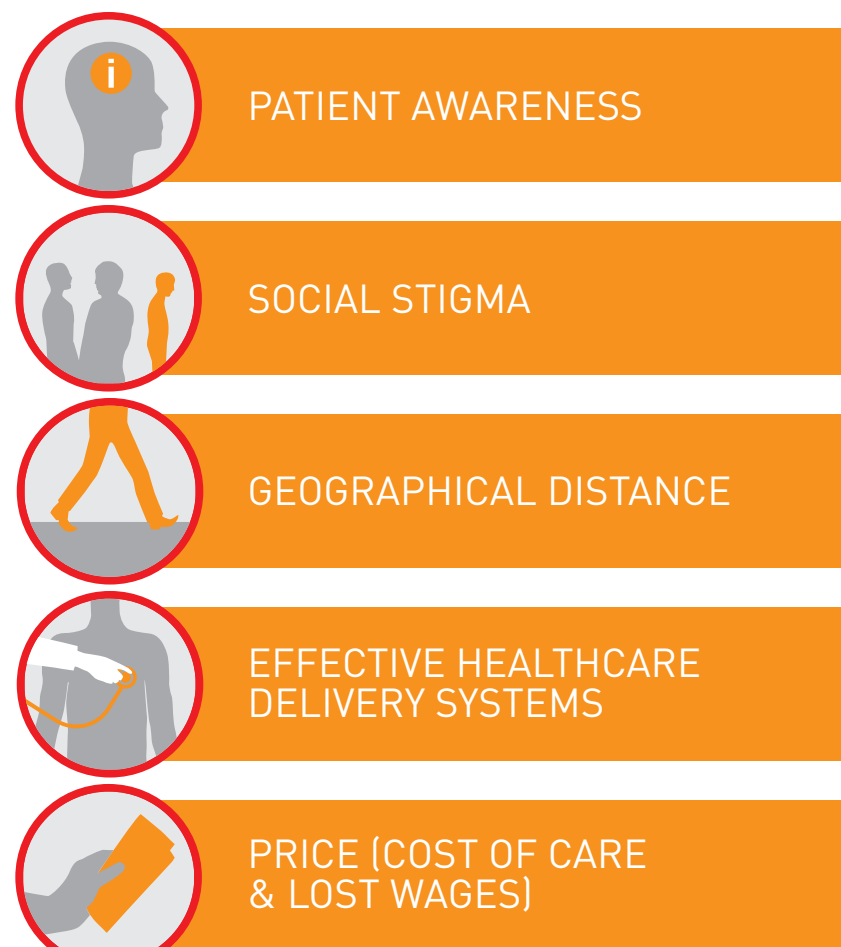 i
PATIENT AWARENESS
SOCIAL STIGMA
GEOGRAPHICAL DISTANCE
EFFECTIVE HEALTHCARE
DELIVERY SYSTEMS
PRICE (COST OF CARE
& LOST WAGES)